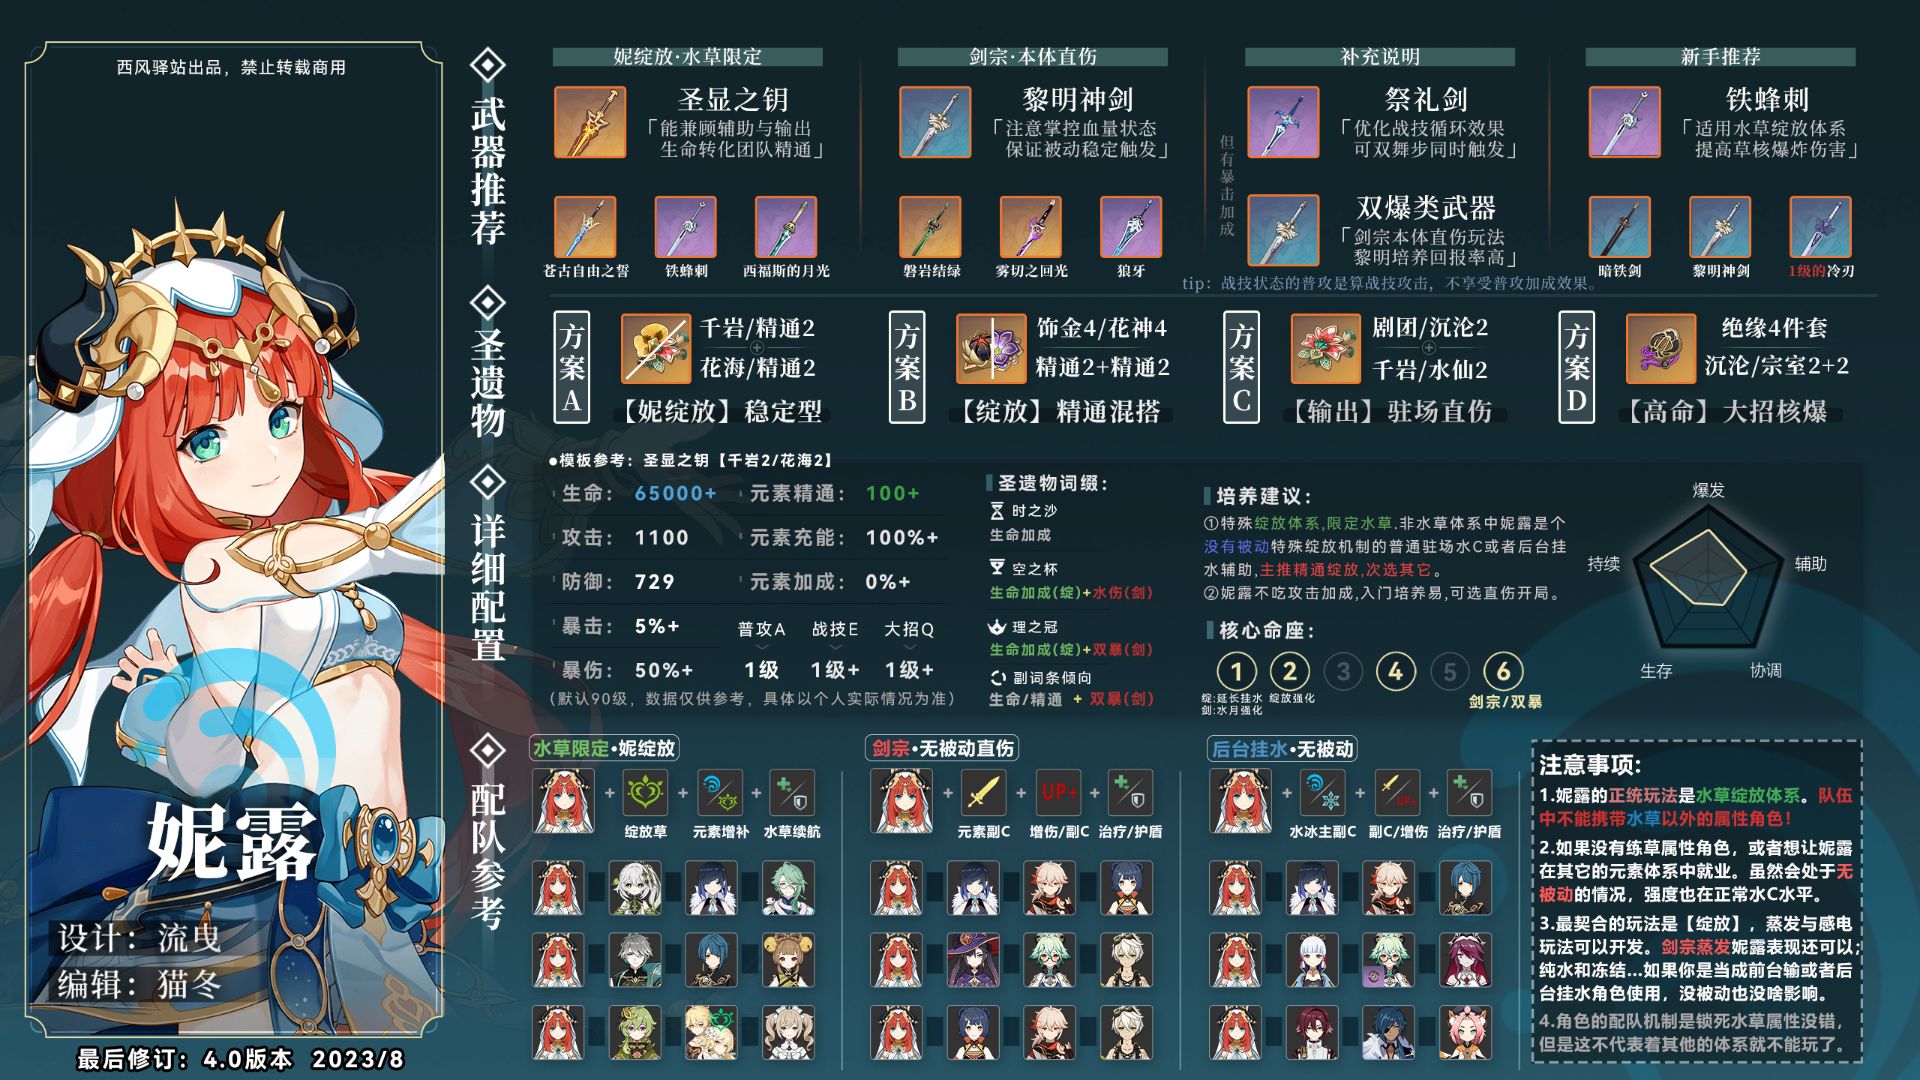 西风驿站出品，禁止转载商用
妮露
设计：流曳
编辑：猫冬
最后修订：4.0版本 2023/8
武器推荐
妮绽放·水草限定
圣显之钥
「能兼顾辅助与输出
生命转化团队精通」
苍古自由之誓
铁蜂刺
西福斯的月光
剑宗·本体直伤
黎明神剑
「注意掌控血量状态
保证被动稳定触发」
磐岩结绿
雾切之回光
狼牙
补充说明
祭礼剑
「优化战技循环效果
可双舞步同时触发」
但有暴击加成
双爆类武器
「剑宗本体直伤玩法
黎明培养回报率高」
tip：战技状态的普攻是算战技攻击，不享受普攻加成效果。
新手推荐
铁蜂刺
「适用水草绽放体系
提高草核爆炸伤害」
暗铁剑
黎明神剑
1级的冷刃
圣遗物
方案A
千岩/精通2
花海/精通2
【妮绽放】稳定型
方案B
饰金4/花神4
精通2+精通2
【绽放】精通混搭
方案C
剧团/沉沦2
千岩/水仙2
【输出】驻场直伤
方案D
绝缘4件套
沉沦/宗室2+2
【高命】大招核爆
详细配置
●模板参考：圣显之钥【千岩2/花海2】
生命： 65000+ 元素精通： 100+
攻击： 1100 元素充能： 100%+
防御： 729 元素加成： 0%+
暴击： 5%+ 普攻A 战技E 大招Q
暴伤： 50%+ 1级 1级+ 1级+
（默认90级，数据仅供参考，具体以个人实际情况为准）
圣遗物词缀：
时之沙
生命加成
空之杯
生命加成(绽)+水伤(剑)
理之冠
生命加成(绽)+双暴(剑)
副词条倾向
生命/精通 + 双暴(剑)
培养建议：
①特殊绽放体系,限定水草.非水草体系中妮露是个
没有被动特殊绽放机制的普通驻场水C或者后台挂
水辅助,主推精通绽放,次选其它。
②妮露不吃攻击加成,入门培养易,可选直伤开局。
核心命座：
1 2 3 4 5 6
绽:延长挂水 绽放强化
剑:水月强化
剑宗/双暴
爆发
辅助
协调
生存
持续
配队参考
水草限定•妮绽放
+ + +
绽放草 元素增补 水草续航
剑宗•无被动直伤
+ + UP+ +
元素副C 增伤/副C 治疗/护盾
后台挂水•无被动
+ + UP+ +
水冰主副C 副C/增伤 治疗/护盾
注意事项:
1.妮露的正统玩法是水草绽放体系。队伍
中不能携带水草以外的属性角色！
2.如果没有练草属性角色，或者想让妮露
在其它的元素体系中就业。虽然会处于无
被动的情况，强度也在正常水C水平。
3.最契合的玩法是【绽放】，蒸发与感电
玩法可以开发。剑宗蒸发妮露表现还可以;
纯水和冻结...如果你是当成前台输或者后
台挂水角色使用，没被动也没啥影响。
4.角色的配队机制是锁死水草属性没错，
但是这不代表着其他的体系就不能玩了。